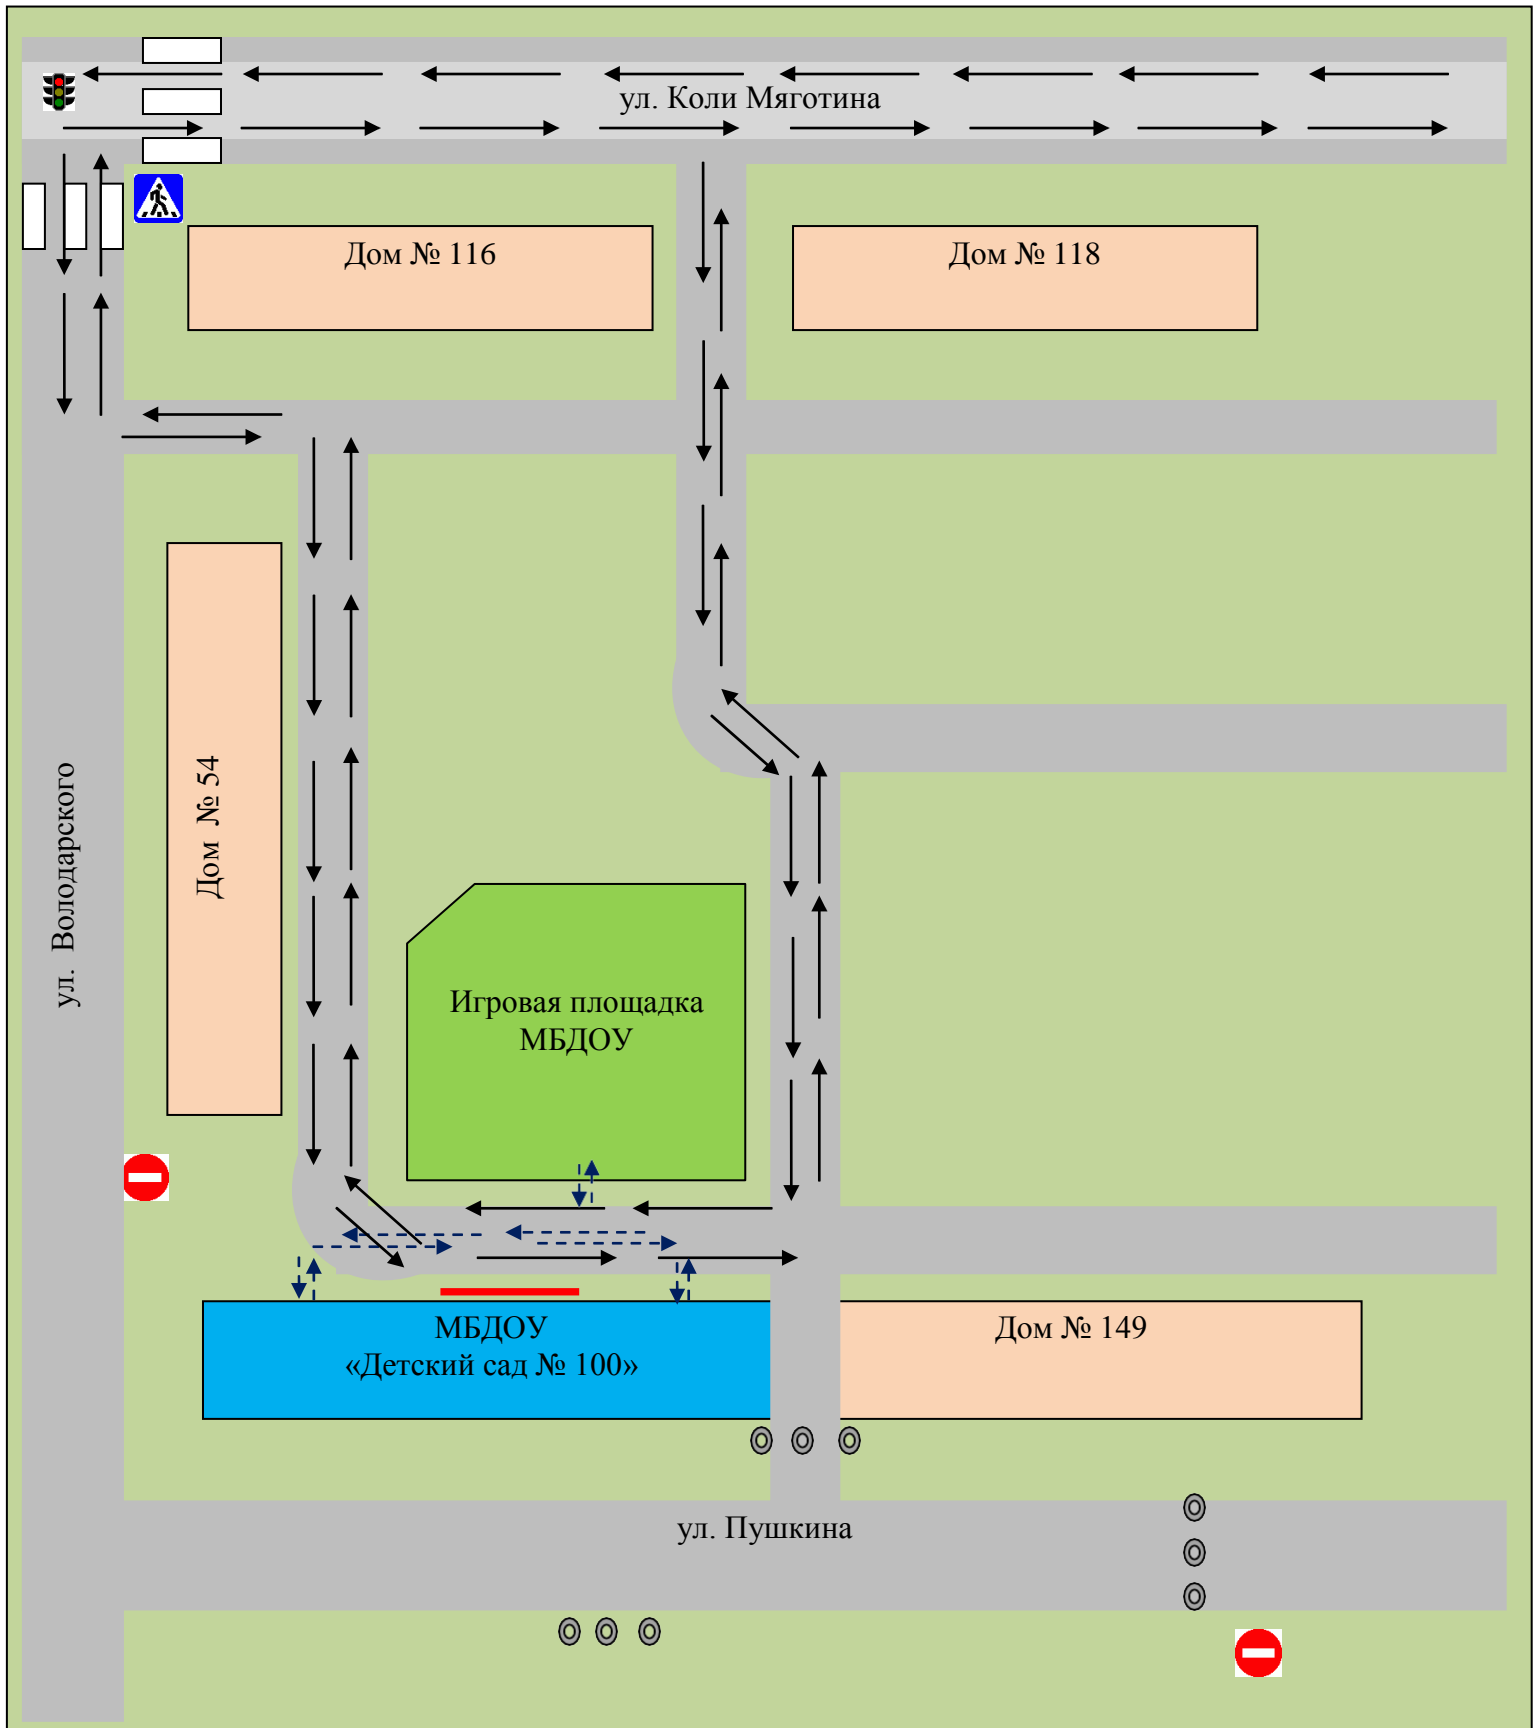 ул. Коли Мяготина
Дом № 116
Дом № 118
Дом № 54
ул. Володарского
Игровая площадка
МБДОУ
МБДОУ
«Детский сад № 100»
Дом № 149
ул. Пушкина